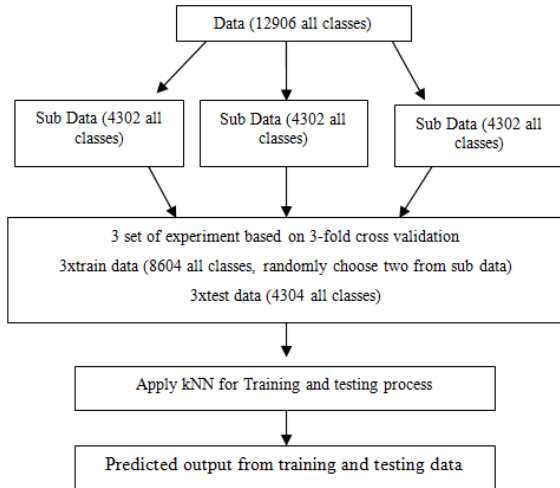 Data (12906 all classes)
Sub Data (4302 all
classes)
Sub Data (4302 all
classes)
Sub Data (4302 all
classes)
3 set of experiment based on 3-fold cross validation
3xtrain data (8604 all classes, randomly choose two from sub data)
3xtest data (4304 all classes)
Apply kNN for Training and testing process
Predicted output from training and testing data